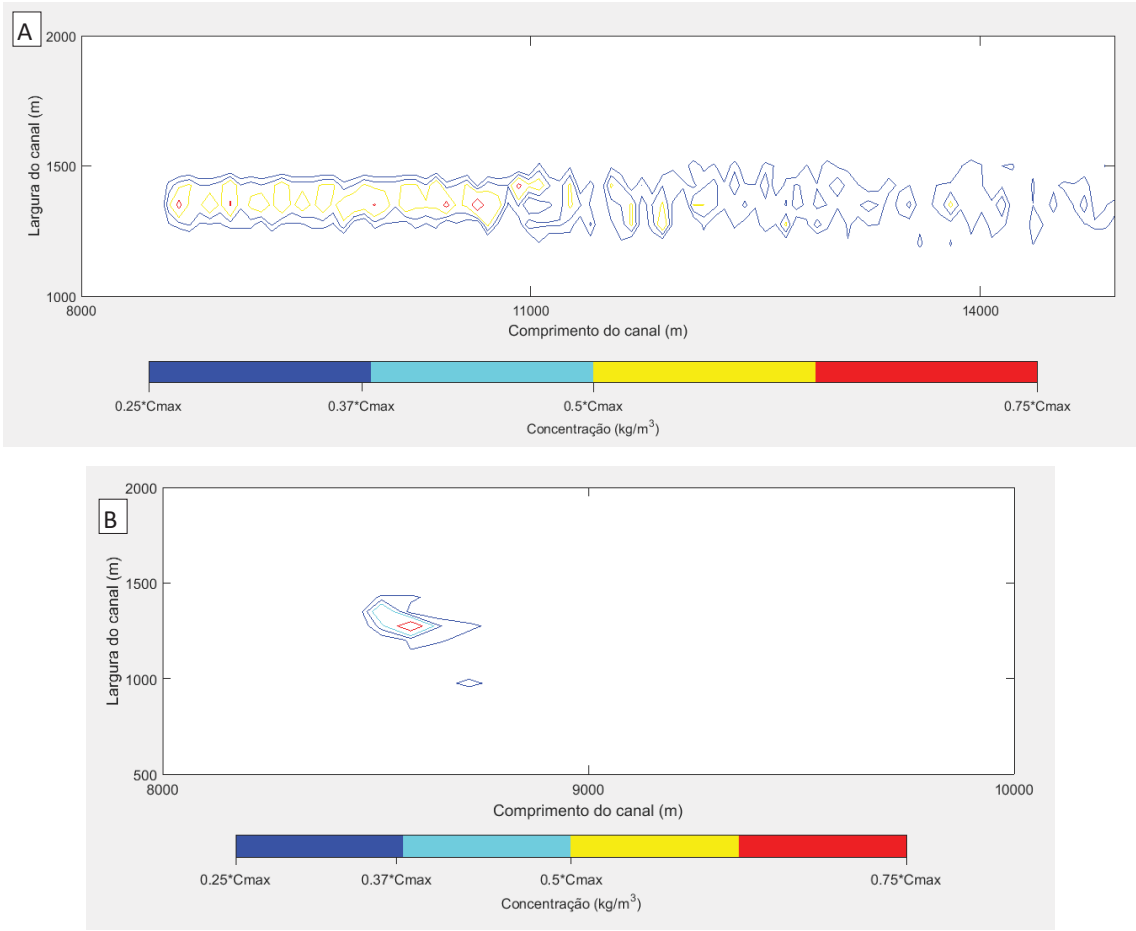 A
2000
1500
1000
Largura do canal (m)
8000 11000 14000
Comprimento do canal (m)
0.25*Cmax 0.37*Cmax 0.5*Cmax 0.75*Cmax
Concentração (kg/m³)
B
2000
1500
1000
500
Largura do canal (m)
8000 9000 10000
Comprimento do canal (m)
0.25*Cmax 0.37*Cmax 0.5*Cmax 0.75*Cmax
Concentração (kg/m³)